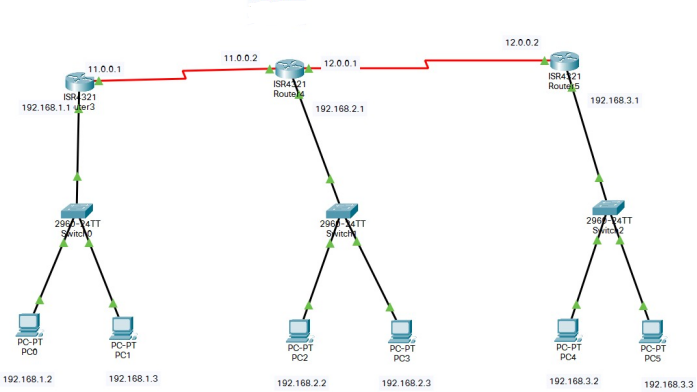 12.0.0.2
11.0.0.2
12.0.0.1
11.0.0.1
ISR4321
Router5
ISR4321
Router4
ISR4321
uter3
192.168.1.1
192.168.2.1
192.168.3.1
2960-24TT
Switch0
2960-24TT
Switch1
2960-24TT
Switch2
PC-PT
PC0
PC-PT
PC1
PC-PT
PC2
PC-PT
PC3
PC-PT
PC4
PC-PT
PC5
192.168.1.2
192.168.1.3
192.168.2.2
192.168.2.3
192.168.3.2
192.168.3.3